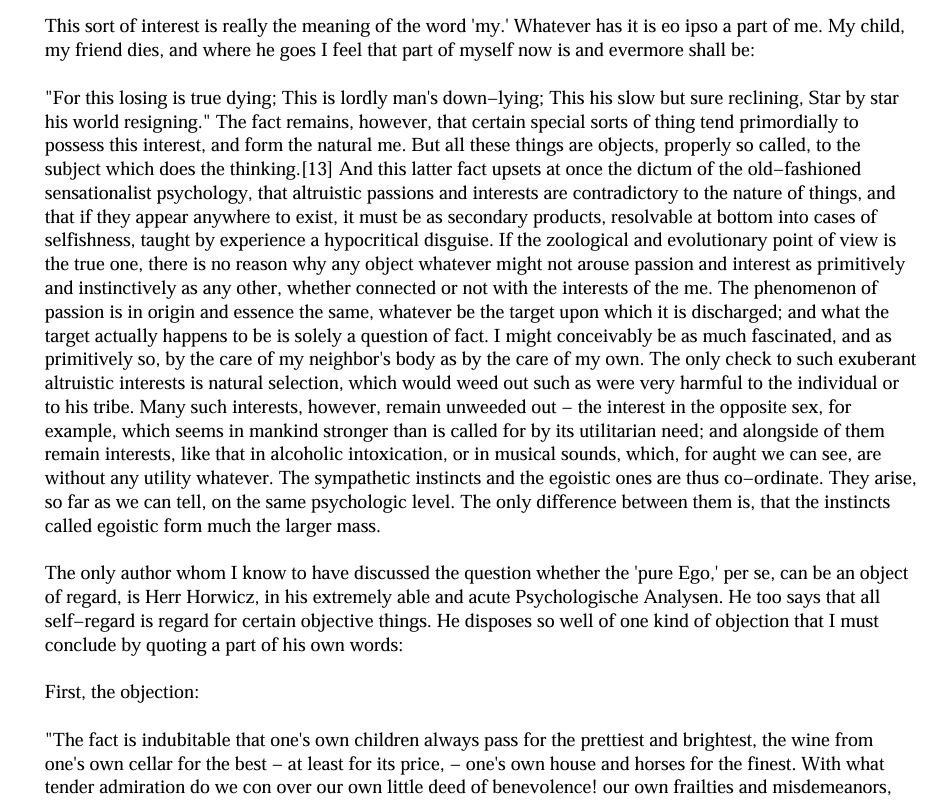 This sort of interest is really the meaning of the word 'my.' Whatever has it is eo ipso a part of me. My child,
my friend dies, and where he goes I feel that part of myself now is and evermore shall be:
"For this losing is true dying; This is lordly man's down−lying; This his slow but sure reclining, Star by star
his world resigning." The fact remains, however, that certain special sorts of thing tend primordially to
possess this interest, and form the natural me. But all these things are objects, properly so called, to the
subject which does the thinking.[13] And this latter fact upsets at once the dictum of the old−fashioned
sensationalist psychology, that altruistic passions and interests are contradictory to the nature of things, and
that if they appear anywhere to exist, it must be as secondary products, resolvable at bottom into cases of
selfishness, taught by experience a hypocritical disguise. If the zoological and evolutionary point of view is
the true one, there is no reason why any object whatever might not arouse passion and interest as primitively
and instinctively as any other, whether connected or not with the interests of the me. The phenomenon of
passion is in origin and essence the same, whatever be the target upon which it is discharged; and what the
target actually happens to be is solely a question of fact. I might conceivably be as much fascinated, and as
primitively so, by the care of my neighbor's body as by the care of my own. The only check to such exuberant
altruistic interests is natural selection, which would weed out such as were very harmful to the individual or
to his tribe. Many such interests, however, remain unweeded out − the interest in the opposite sex, for
example, which seems in mankind stronger than is called for by its utilitarian need; and alongside of them
remain interests, like that in alcoholic intoxication, or in musical sounds, which, for aught we can see, are
without any utility whatever. The sympathetic instincts and the egoistic ones are thus co−ordinate. They arise,
so far as we can tell, on the same psychologic level. The only difference between them is, that the instincts
called egoistic form much the larger mass.
The only author whom I know to have discussed the question whether the 'pure Ego,' per se, can be an object
of regard, is Herr Horwicz, in his extremely able and acute Psychologische Analysen. He too says that all
self−regard is regard for certain objective things. He disposes so well of one kind of objection that I must
conclude by quoting a part of his own words:
First, the objection:
"The fact is indubitable that one's own children always pass for the prettiest and brightest, the wine from
one's own cellar for the best − at least for its price, − one's own house and horses for the finest. With what
tender admiration do we con over our own little deed of benevolence! our own frailties and misdemeanors,